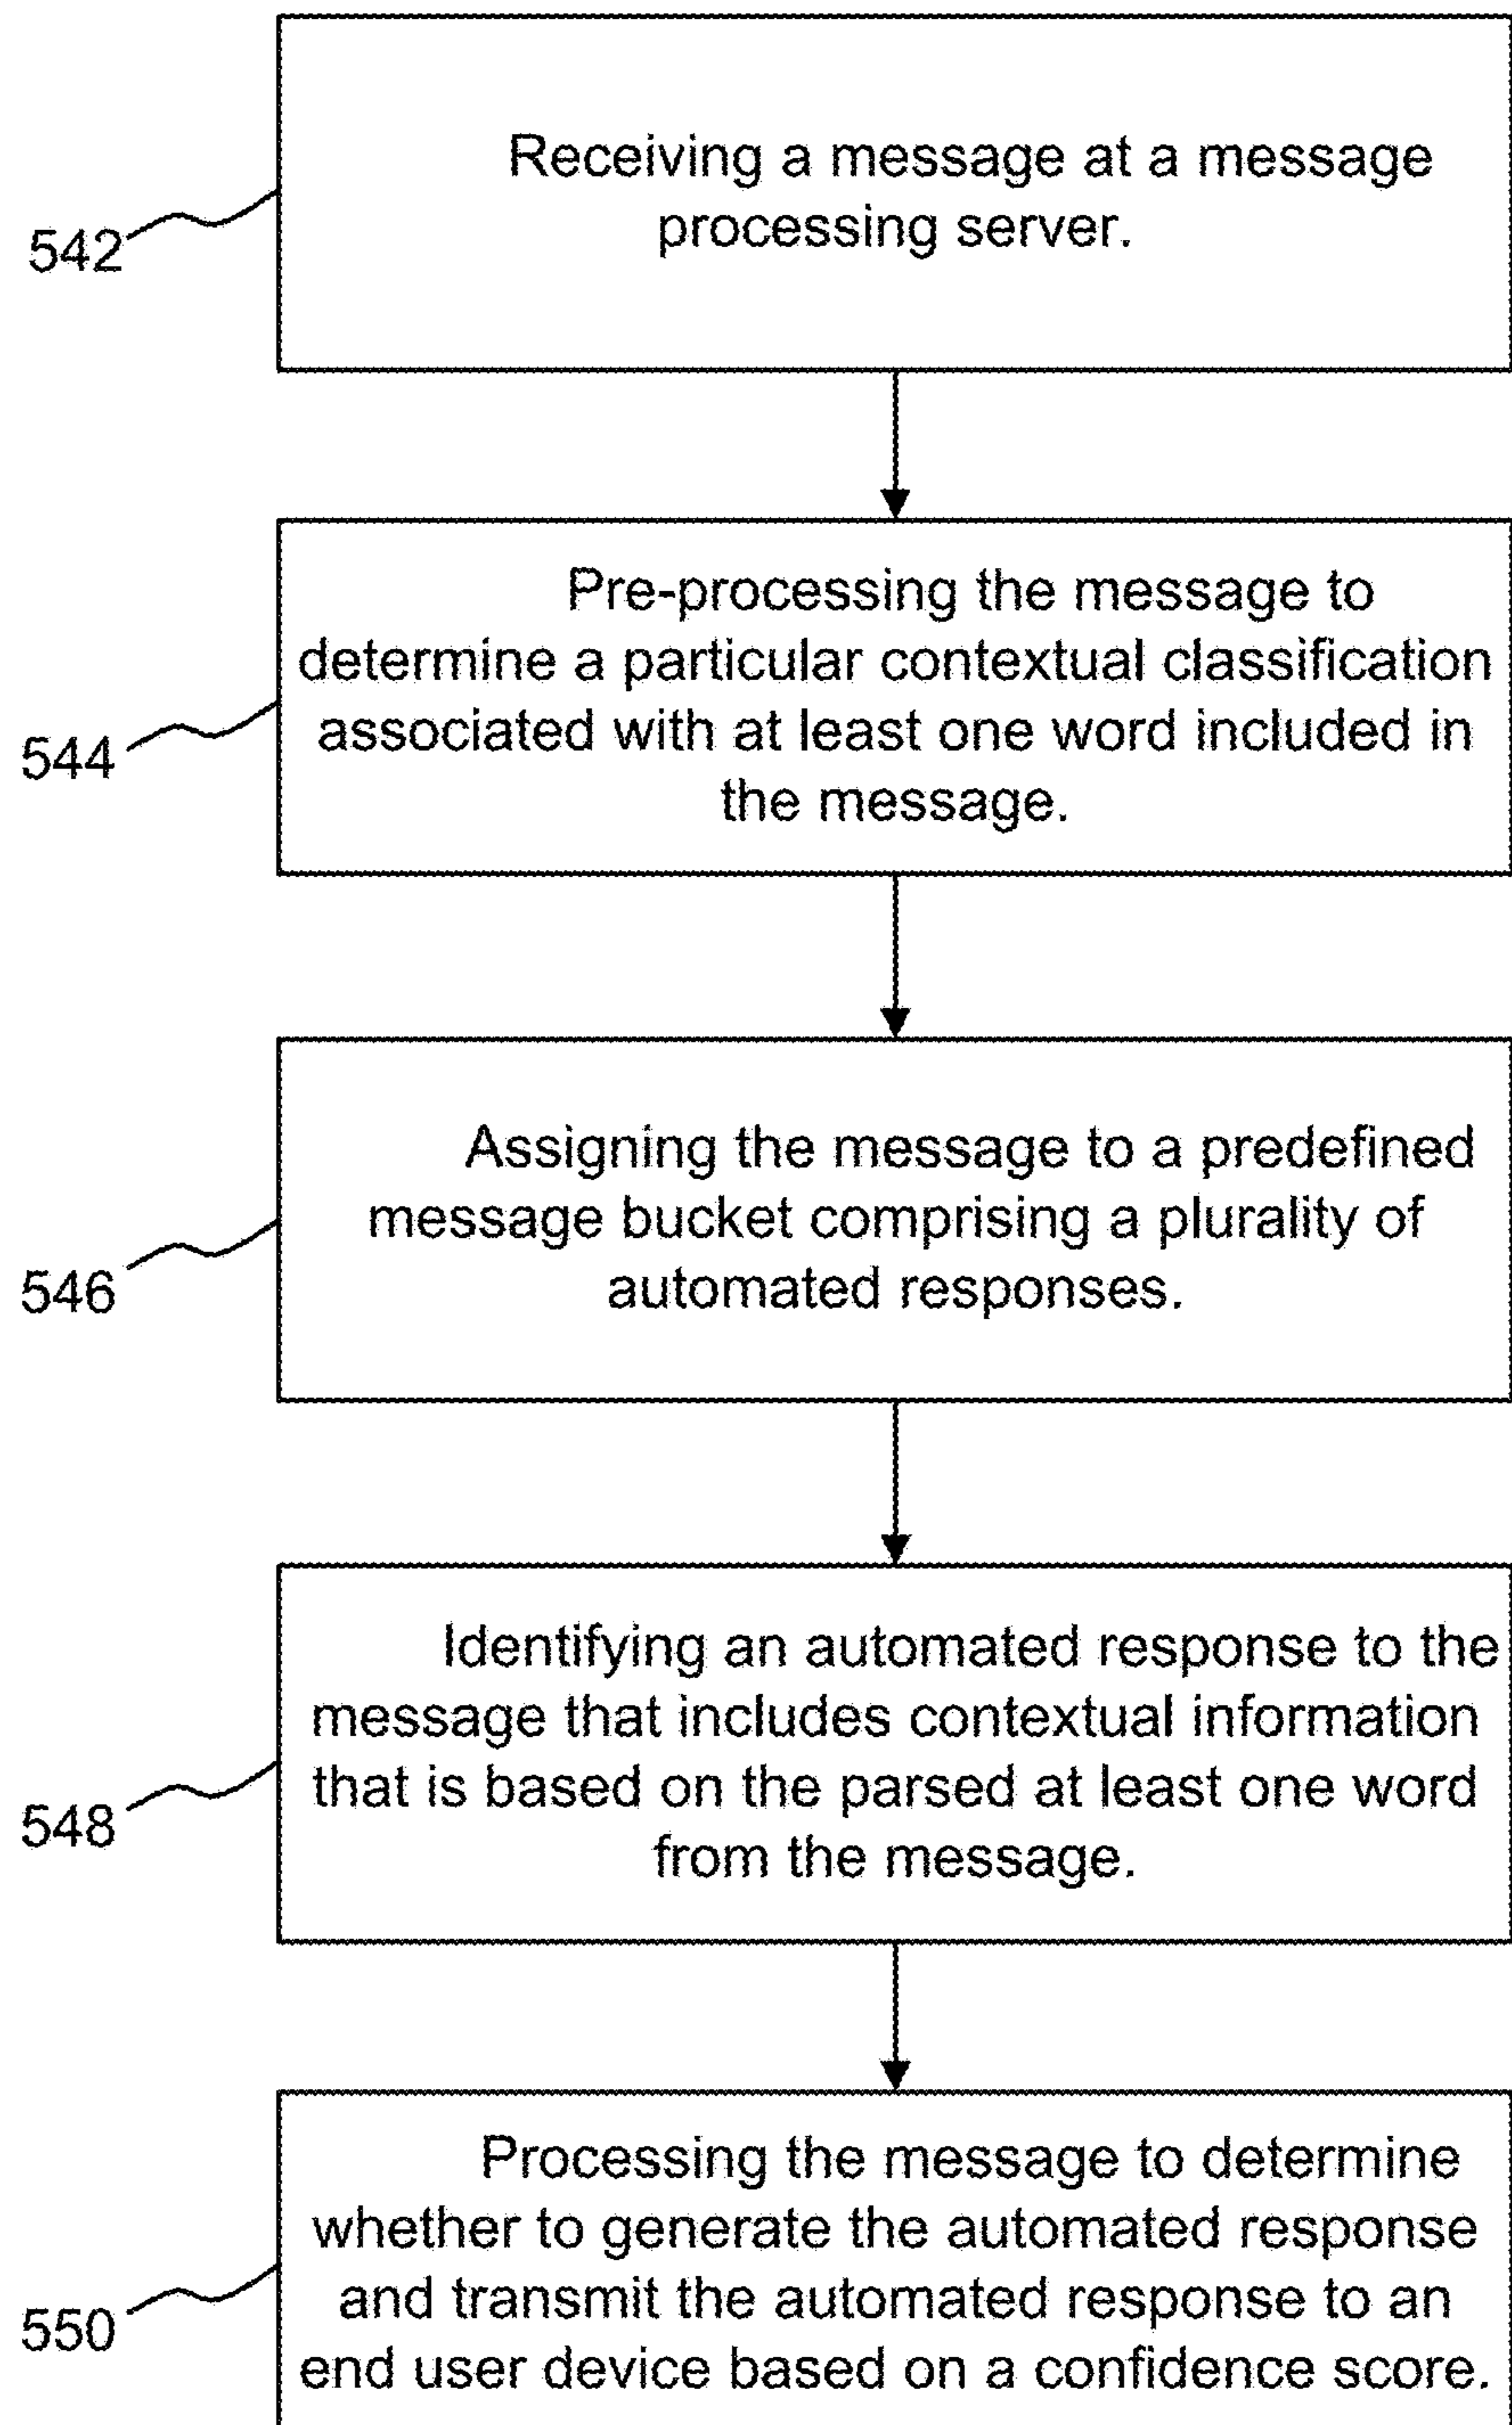 Receiving a message at a message
processing server.
542
Pre-processing the message to
determine a particular contextual classification
associated with at least one word included in
the message.
544
Assigning the message to a predefined
message bucket comprising a plurality of
automated responses.
546
Identifying an automated response to the
message that includes contextual information
that is based on the parsed at least one word
from the message.
548
Processing the message to determine
whether to generate the automated response
and transmit the automated response to an
end user device based on a confidence score.
550